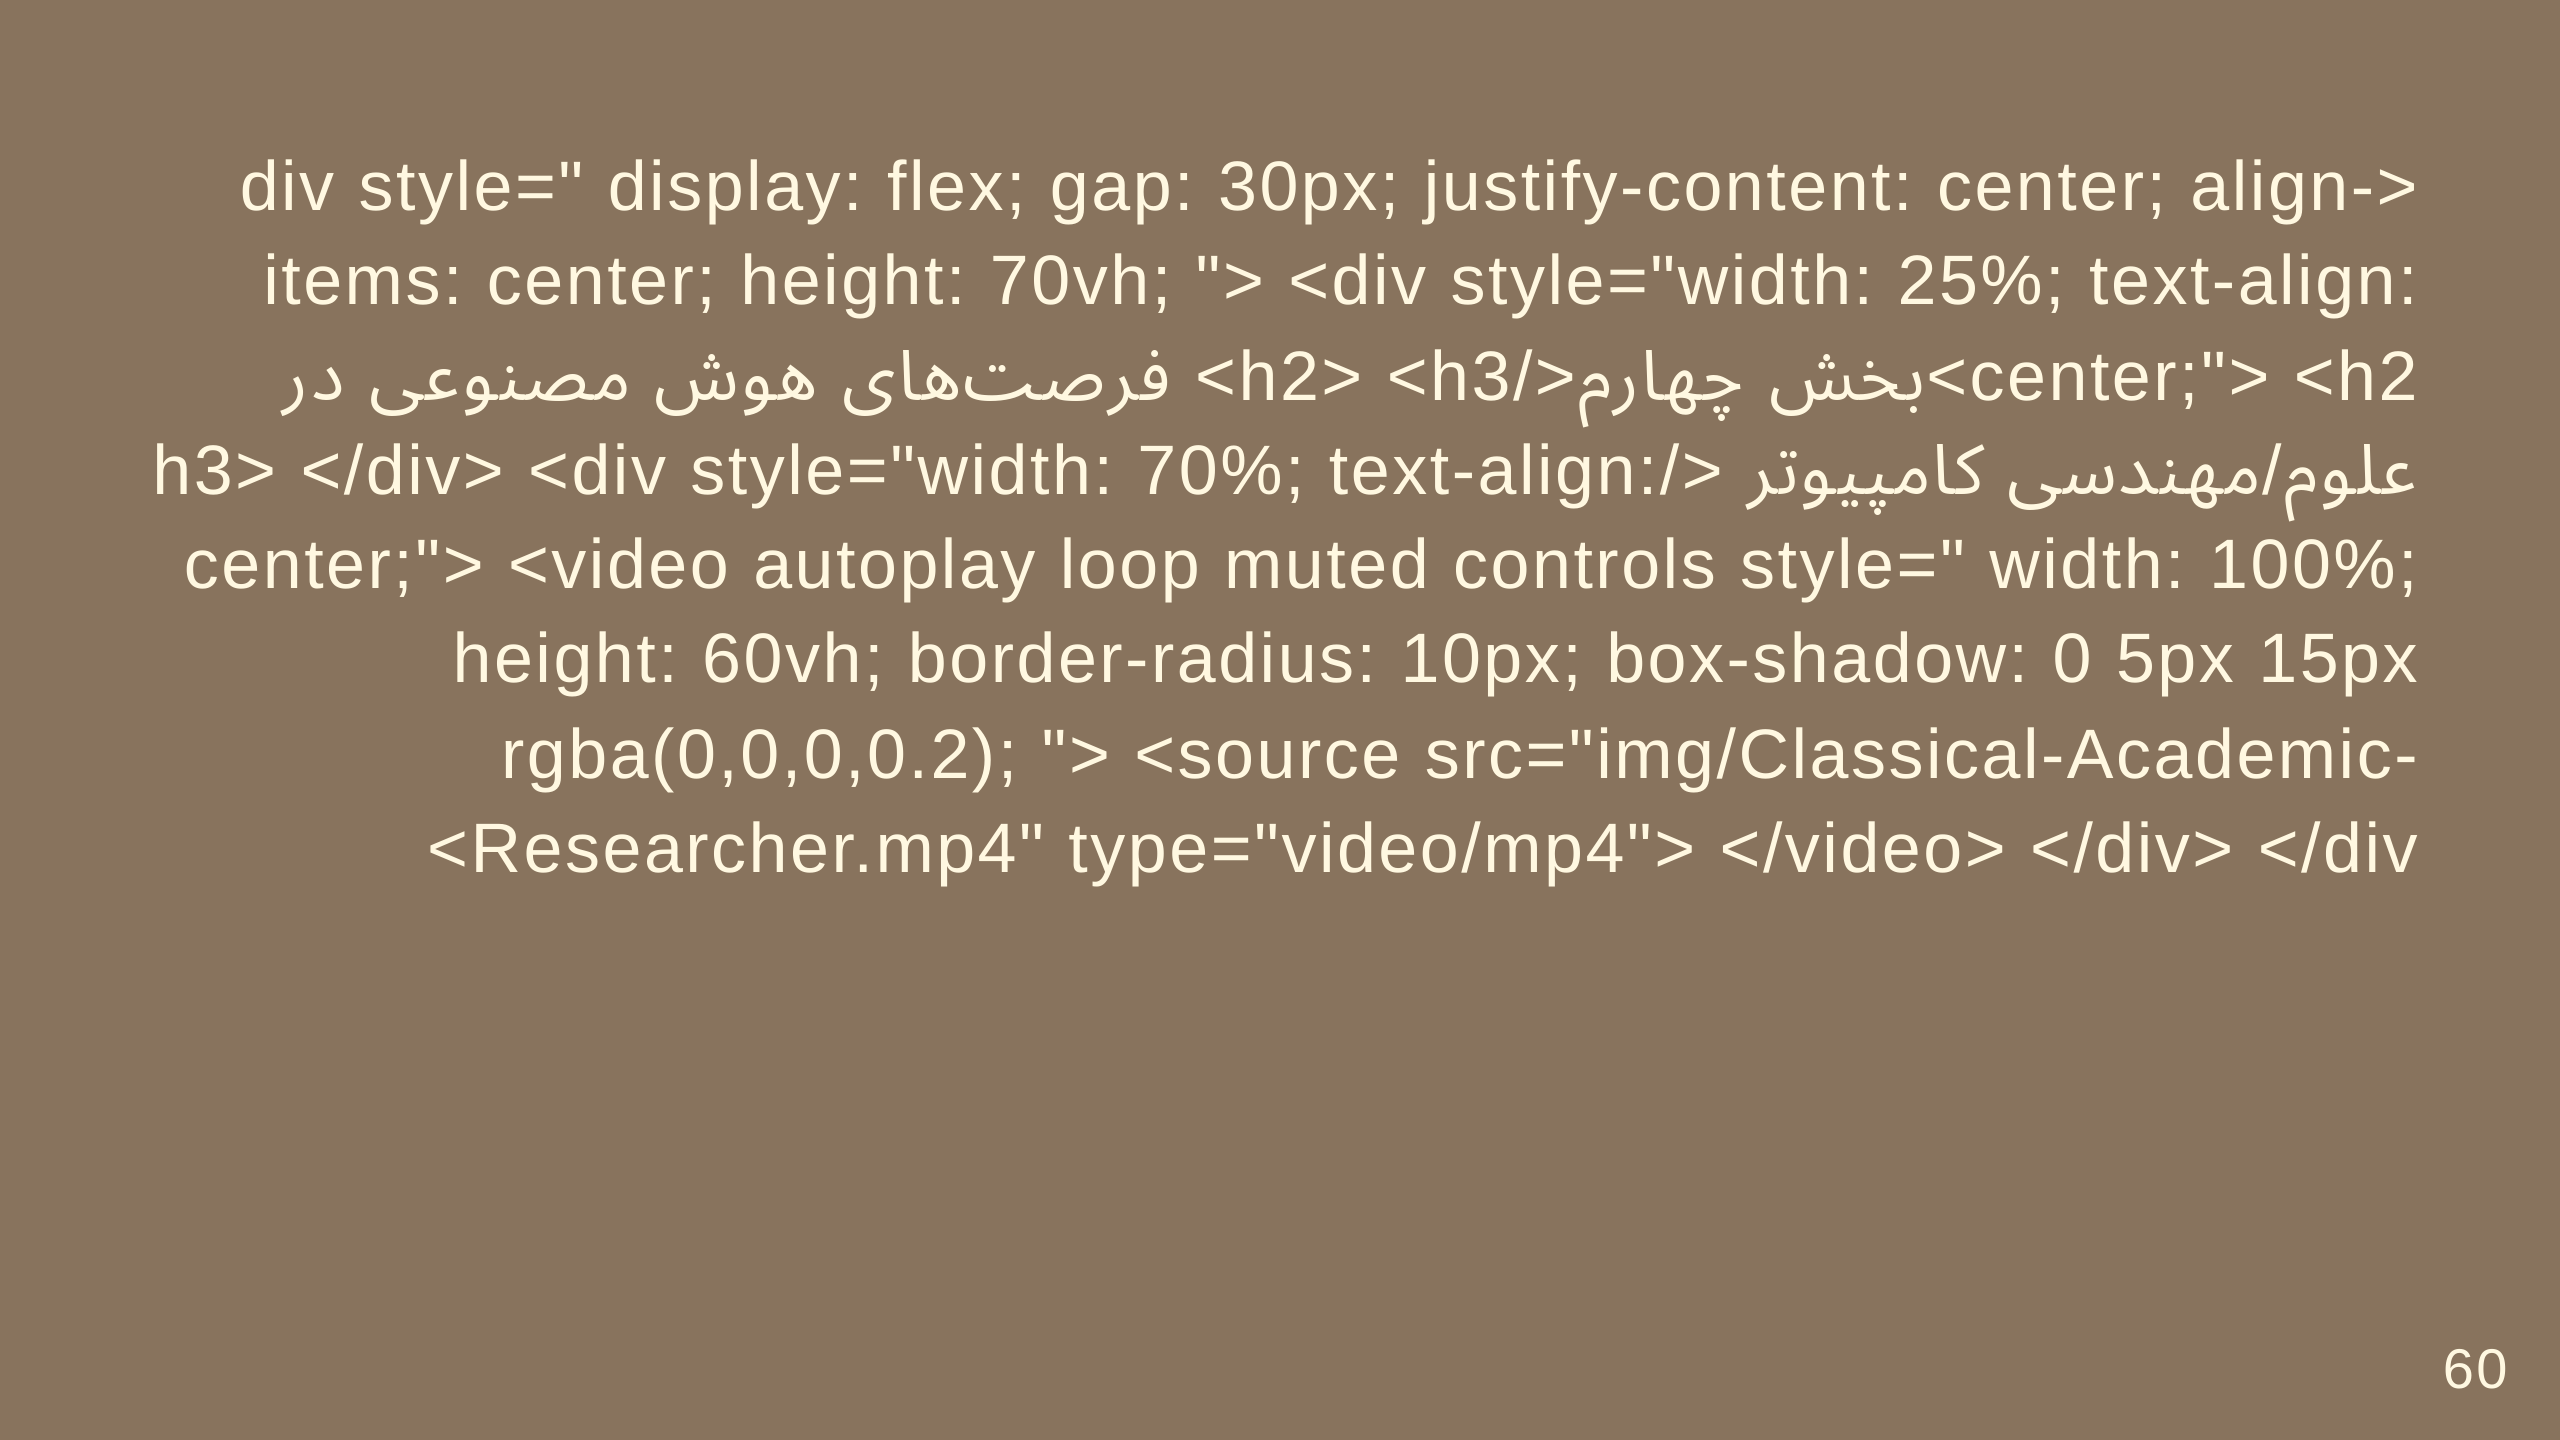 <div style=" display: flex; gap: 30px; justify-content: center; align-
items: center; height: 70vh; "> <div style="width: 25%; text-align:
center;"> <h2>بخش چهارم</h2> <h3> فرصت‌های هوش مصنوعی در
علوم/مهندسی کامپیوتر </h3> </div> <div style="width: 70%; text-align:
center;"> <video autoplay loop muted controls style=" width: 100%;
height: 60vh; border-radius: 10px; box-shadow: 0 5px 15px
rgba(0,0,0,0.2); "> <source src="img/Classical-Academic-
Researcher.mp4" type="video/mp4"> </video> </div> </div>
60